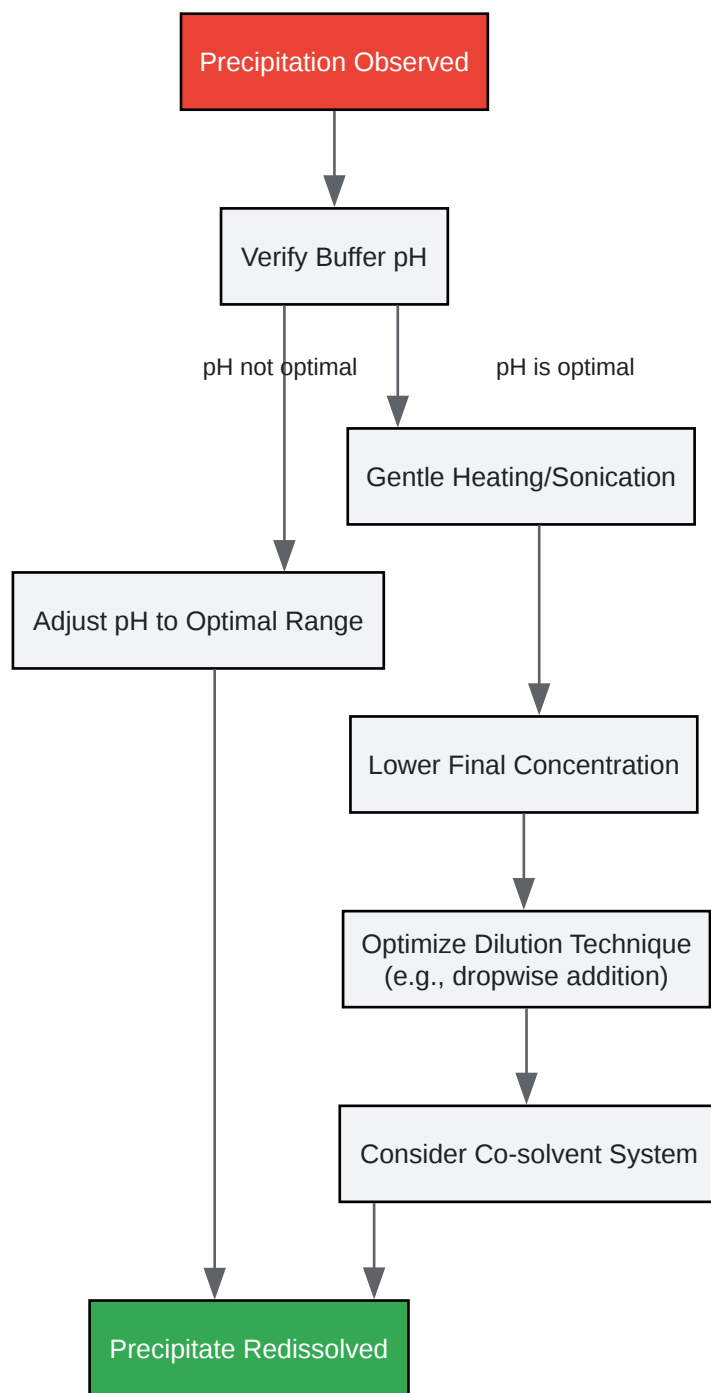 Precipitation Observed
Verify Buffer pH
pH not optimal
pH is optimal
Gentle Heating/Sonication
Adjust pH to Optimal Range
Lower Final Concentration
Optimize Dilution Technique
(e.g., dropwise addition)
Consider Co-solvent System
Precipitate Redissolved